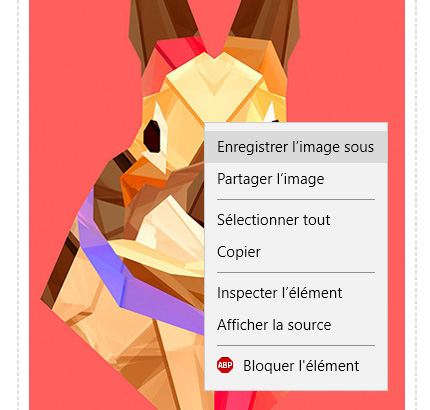 Enregistrer l’image sous
Partager l’image
Sélectionner tout
Copier
Inspecter l’élément
Afficher la source
ABP Bloquer l'élément